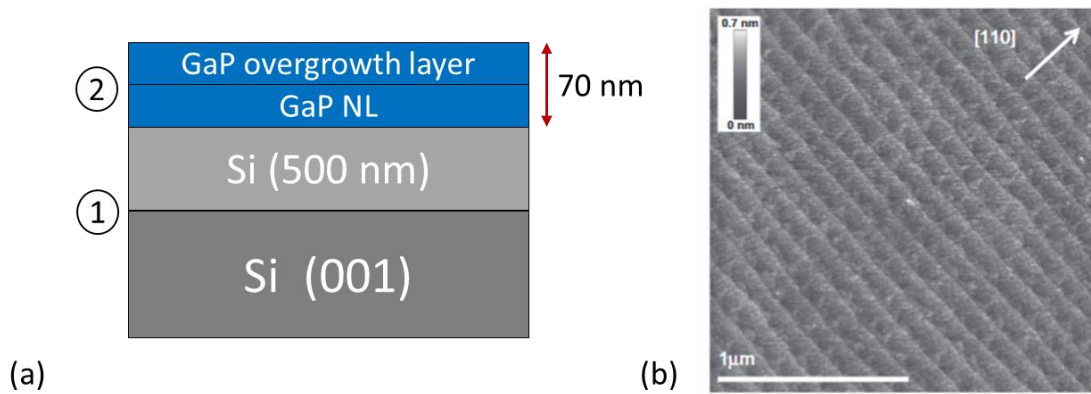 GaP overgrowth layer
② GaP NL
70 nm
Si (500 nm)
①
Si (001)
(a)
0.7 nm
0 nm
[110]
1μm
(b)